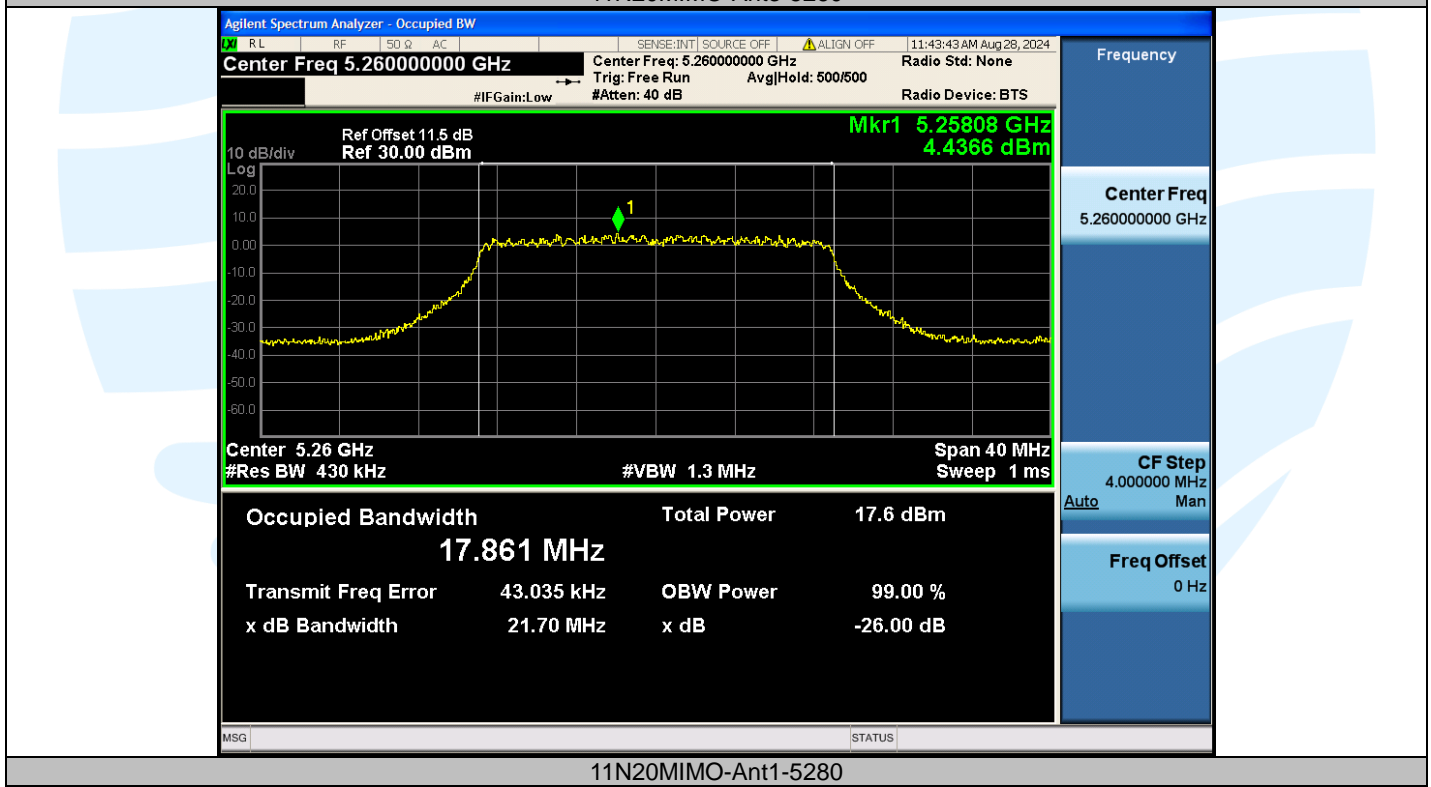 Agilent Spectrum Analyzer - Occupied BW
LXI RL RF 50 Ω AC SENSE:INT SOURCE OFF ALIGN OFF 11:43:43 AM Aug 28, 2024
Center Freq 5.260000000 GHz
Center Freq: 5.260000000 GHz
Radio Std: None
Trig: Free Run Avg|Hold: 500/500
#IFGain:Low
#Atten: 40 dB
Radio Device: BTS
Frequency
Mkr1 5.25808 GHz
4.4366 dBm
Ref Offset 11.5 dB
10 dB/div Ref 30.00 dBm
Log
20.0
10.0
0.00
-10.0
-20.0
-30.0
-40.0
-50.0
-60.0
1
Center 5.26 GHz Span 40 MHz
#Res BW 430 kHz #VBW 1.3 MHz Sweep 1 ms
Occupied Bandwidth Total Power 17.6 dBm
17.861 MHz
Transmit Freq Error 43.035 kHz OBW Power 99.00 %
x dB Bandwidth 21.70 MHz x dB -26.00 dB
Center Freq
5.260000000 GHz
CF Step
4.000000 MHz
Auto Man
Freq Offset
0 Hz
MSG STATUS
11N20MIMO-Ant1-5280